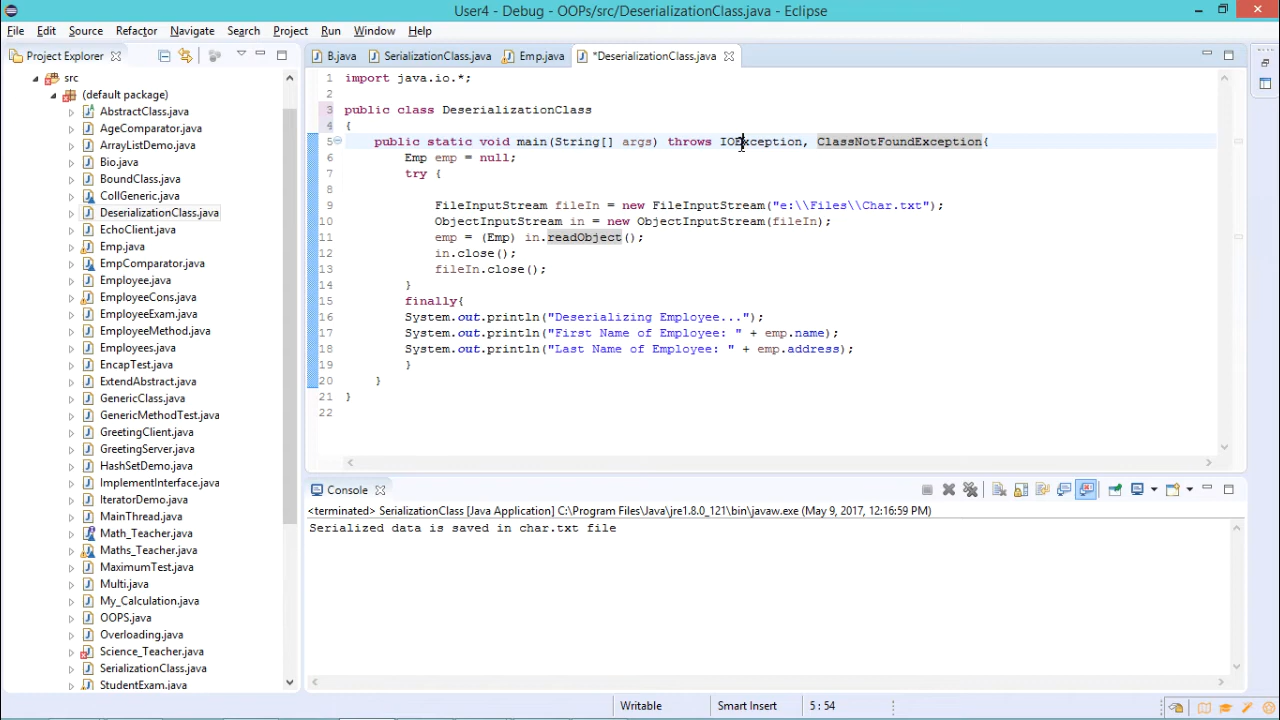 User4 - Debug - OOPs/src/DeserializationClass.java - Eclipse
File Edit Source Refactor Navigate Search Project Run Window Help
Project Explorer
B.java
SerializationClass.java
Emp.java
*DeserializationClass.java
src
(default package)
AbstractClass.java
AgeComparator.java
ArrayListDemo.java
Bio.java
BoundClass.java
CollGeneric.java
DeserializationClass.java
EchoClient.java
Emp.java
EmpComparator.java
Employee.java
EmployeeCons.java
EmployeeExam.java
EmployeeMethod.java
Employees.java
EncapTest.java
ExtendAbstract.java
GenericClass.java
GenericMethodTest.java
GreetingClient.java
GreetingServer.java
HashSetDemo.java
ImplementInterface.java
IteratorDemo.java
MainThread.java
Math_Teacher.java
Maths_Teacher.java
MaximumTest.java
Multi.java
My_Calculation.java
OOPS.java
Overloading.java
Science_Teacher.java
SerializationClass.java
StudentExam.java
1 import java.io.*;
2
3 public class DeserializationClass
4 {
5 public static void main(String[] args) throws IOException, ClassNotFoundException{
6 Emp emp = null;
7 try {
8
9 FileInputStream fileIn = new FileInputStream("e:\\Files\\Char.txt");
10 ObjectInputStream in = new ObjectInputStream(fileIn);
11 emp = (Emp) in.readObject();
12 in.close();
13 fileIn.close();
14 }
15 finally{
16 System.out.println("Deserializing Employee...");
17 System.out.println("First Name of Employee: " + emp.name);
18 System.out.println("Last Name of Employee: " + emp.address);
19 }
20 }
21 }
22
Console
<terminated> SerializationClass [Java Application] C:\Program Files\Java\jre1.8.0_121\bin\javaw.exe (May 9, 2017, 12:16:59 PM)
Serialized data is saved in char.txt file
Writable Smart Insert 5 : 54